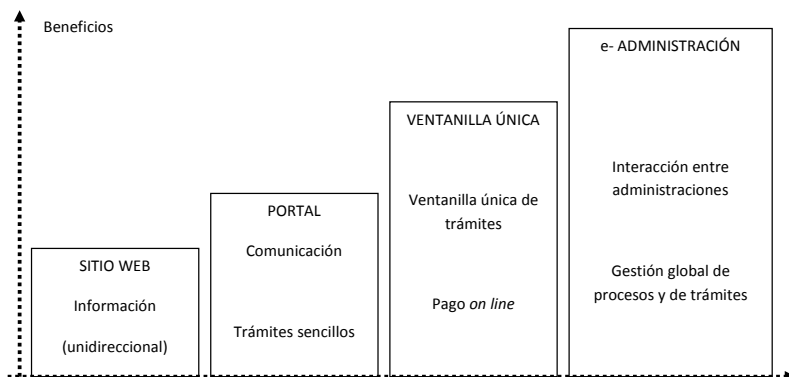 Beneficios
SITIO WEB
Información
(unidireccional)
PORTAL
Comunicación
Trámites sencillos
VENTANILLA ÚNICA
Ventanilla única de
trámites
Pago on line
e- ADMINISTRACIÓN
Interacción entre
administraciones
Gestión global de
procesos y de trámites